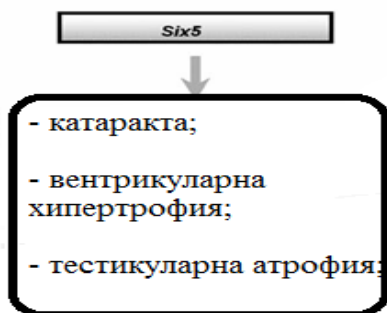 Six5
- катаракта;
- вентрикуларна
хипертрофия;
- тестикуларна атрофия;